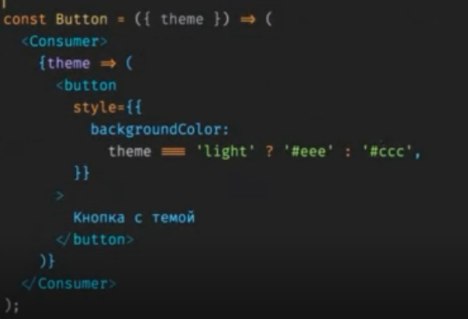 const Button = ({ theme }) => (
<Consumer>
{theme => (
<button
style={{
backgroundColor:
theme === 'light' ? '#eee' : '#ccc',
}}
>
Кнопка с темой
</button>
)}
</Consumer>
);